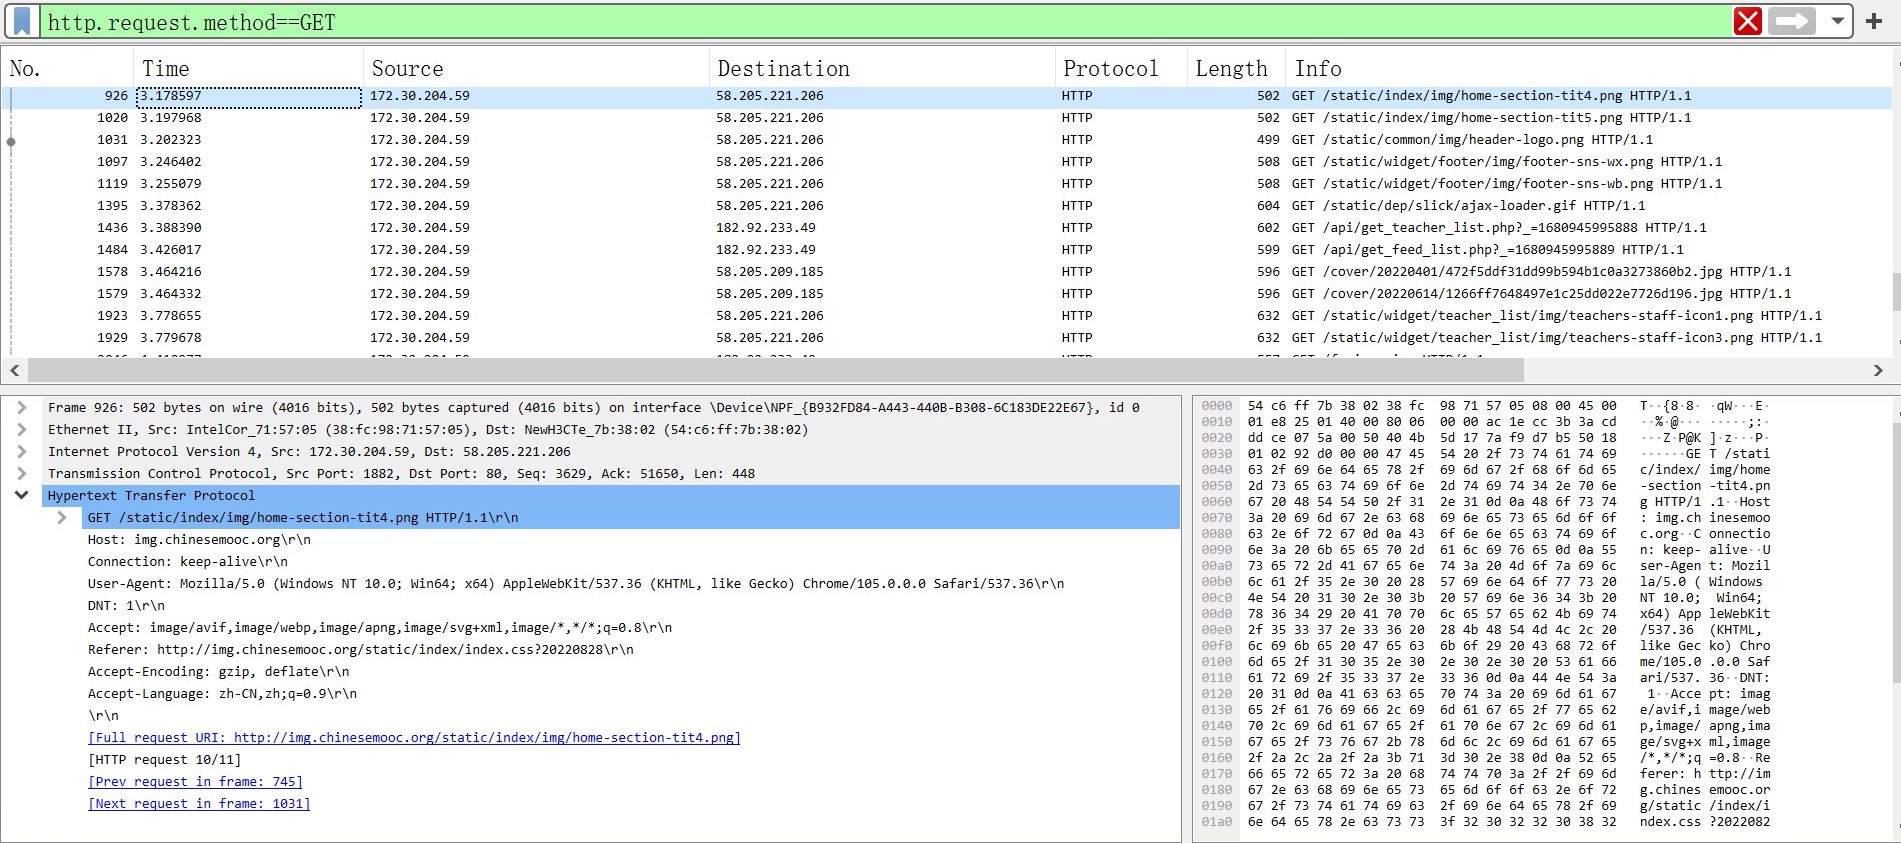 http.request.method==GET
No. Time Source Destination Protocol Length Info
926 3.178597 172.30.204.59 58.205.221.206 HTTP 502 GET /static/index/img/home-section-tit4.png HTTP/1.1
1020 3.197968 172.30.204.59 58.205.221.206 HTTP 502 GET /static/index/img/home-section-tit5.png HTTP/1.1
1031 3.202323 172.30.204.59 58.205.221.206 HTTP 499 GET /static/common/img/header-logo.png HTTP/1.1
1097 3.246402 172.30.204.59 58.205.221.206 HTTP 508 GET /static/widget/footer/img/footer-sns-wx.png HTTP/1.1
1119 3.255079 172.30.204.59 58.205.221.206 HTTP 508 GET /static/widget/footer/img/footer-sns-wb.png HTTP/1.1
1395 3.378362 172.30.204.59 58.205.221.206 HTTP 604 GET /static/dep/slick/ajax-loader.gif HTTP/1.1
1436 3.388390 172.30.204.59 182.92.233.49 HTTP 602 GET /api/get_teacher_list.php?_=1680945995888 HTTP/1.1
1484 3.426017 172.30.204.59 182.92.233.49 HTTP 599 GET /api/get_feed_list.php?_=1680945995889 HTTP/1.1
1578 3.464216 172.30.204.59 58.205.209.185 HTTP 596 GET /cover/20220401/472f5ddf31dd99b594b1c0a3273860b2.jpg HTTP/1.1
1579 3.464332 172.30.204.59 58.205.209.185 HTTP 596 GET /cover/20220614/1266ff7648497e1c25dd022e7726d196.jpg HTTP/1.1
1923 3.778655 172.30.204.59 58.205.221.206 HTTP 632 GET /static/widget/teacher_list/img/teachers-staff-icon1.png HTTP/1.1
1929 3.779678 172.30.204.59 58.205.221.206 HTTP 632 GET /static/widget/teacher_list/img/teachers-staff-icon3.png HTTP/1.1
Frame 926: 502 bytes on wire (4016 bits), 502 bytes captured (4016 bits) on interface \Device\NPF_{B932FD84-A443-440B-B308-6C183DE22E67}, id 0
Ethernet II, Src: IntelCor_71:57:05 (38:fc:98:71:57:05), Dst: NewH3CTe_7b:38:02 (54:c6:ff:7b:38:02)
Internet Protocol Version 4, Src: 172.30.204.59, Dst: 58.205.221.206
Transmission Control Protocol, Src Port: 1882, Dst Port: 80, Seq: 3629, Ack: 51650, Len: 448
Hypertext Transfer Protocol
GET /static/index/img/home-section-tit4.png HTTP/1.1\r\n
Host: img.chinesemooc.org\r\n
Connection: keep-alive\r\n
User-Agent: Mozilla/5.0 (Windows NT 10.0; Win64; x64) AppleWebKit/537.36 (KHTML, like Gecko) Chrome/105.0.0.0 Safari/537.36\r\n
DNT: 1\r\n
Accept: image/avif,image/webp,image/apng,image/svg+xml,image/*,*/*;q=0.8\r\n
Referer: http://img.chinesemooc.org/static/index/index.css?20220828\r\n
Accept-Encoding: gzip, deflate\r\n
Accept-Language: zh-CN,zh;q=0.9\r\n
\r\n
[Full request URI: http://img.chinesemooc.org/static/index/img/home-section-tit4.png]
[HTTP request 10/11]
[Prev request in frame: 745]
[Next request in frame: 1031]
0000 54 c6 ff 7b 38 02 38 fc 98 71 57 05 08 00 45 00 T··{8·8· ·qW···E·
0010 01 e8 25 01 40 00 80 06 00 00 ac 1e cc 3b 3a cd ··%·@··· ·····;:·
0020 dd ce 07 5a 00 50 40 4b 5d 17 7a f9 d7 b5 50 18 ···Z·P@K ]·z···P·
0030 01 02 92 d0 00 00 47 45 54 20 2f 73 74 61 74 69 ······GE T /stati
0040 63 2f 69 6e 64 65 78 2f 69 6d 67 2f 68 6f 6d 65 c/index/ img/home
0050 2d 73 65 63 74 69 6f 6e 2d 74 69 74 34 2e 70 6e -section -tit4.pn
0060 67 20 48 54 54 50 2f 31 2e 31 0d 0a 48 6f 73 74 g HTTP/1 .1··Host
0070 3a 20 69 6d 67 2e 63 68 69 6e 65 73 65 6d 6f 6f : img.ch inesemoo
0080 63 2e 6f 72 67 0d 0a 43 6f 6e 6e 65 63 74 69 6f c.org··C onnectio
0090 6e 3a 20 6b 65 65 70 2d 61 6c 69 76 65 0d 0a 55 n: keep- alive··U
00a0 73 65 72 2d 41 67 65 6e 74 3a 20 4d 6f 7a 69 6c ser-Agen t: Mozil
00b0 6c 61 2f 35 2e 30 20 28 57 69 6e 64 6f 77 73 20 la/5.0 ( Windows
00c0 4e 54 20 31 30 2e 30 3b 20 57 69 6e 36 34 3b 20 NT 10.0; Win64;
00d0 78 36 34 29 20 41 70 70 6c 65 57 65 62 4b 69 74 x64) App leWebKit
00e0 2f 35 33 37 2e 33 36 20 28 4b 48 54 4d 4c 2c 20 /537.36 (KHTML,
00f0 6c 69 6b 65 20 47 65 63 6b 6f 29 20 43 68 72 6f like Gec ko) Chro
0100 6d 65 2f 31 30 35 2e 30 2e 30 2e 30 20 53 61 66 me/105.0 .0.0 Saf
0110 61 72 69 2f 35 33 37 2e 33 36 0d 0a 44 4e 54 3a ari/537. 36··DNT:
0120 20 31 0d 0a 41 63 63 65 70 74 3a 20 69 6d 61 67 1··Acce pt: imag
0130 65 2f 61 76 69 66 2c 69 6d 61 67 65 2f 77 65 62 e/avif,i mage/web
0140 70 2c 69 6d 61 67 65 2f 61 70 6e 67 2c 69 6d 61 p,image/ apng,ima
0150 67 65 2f 73 76 67 2b 78 6d 6c 2c 69 6d 61 67 65 ge/svg+x ml,image
0160 2f 2a 2c 2a 2f 2a 3b 71 3d 30 2e 38 0d 0a 52 65 /*,*/*;q =0.8··Re
0170 66 65 72 65 72 3a 20 68 74 74 70 3a 2f 2f 69 6d ferer: h ttp://im
0180 67 2e 63 68 69 6e 65 73 65 6d 6f 6f 63 2e 6f 72 g.chines emooc.or
0190 67 2f 73 74 61 74 69 63 2f 69 6e 64 65 78 2f 69 g/static /index/i
01a0 6e 64 65 78 2e 63 73 73 3f 32 30 32 32 30 38 32 ndex.css ?2022082